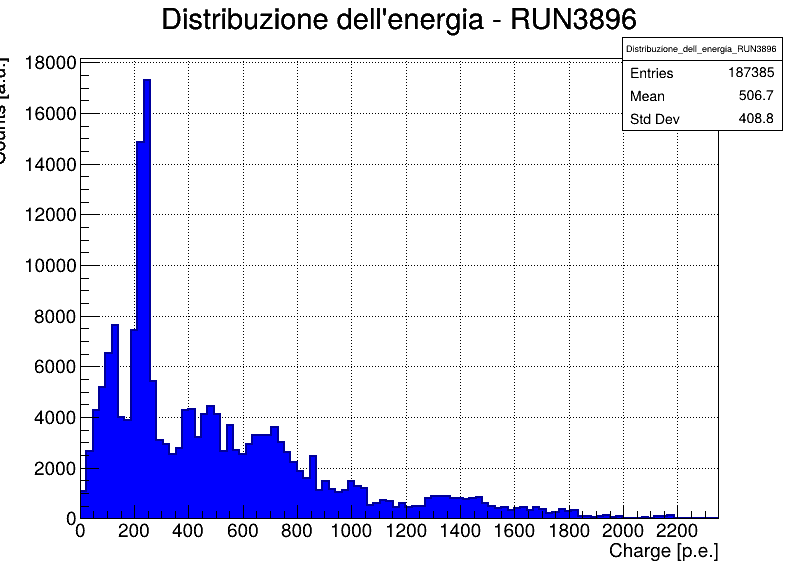 Distribuzione dell'energia - RUN3896
Distribuzione_dell_energia_RUN3896
Entries 187385
Mean 506.7
Std Dev 408.8
Counts [a.u.]
18000
16000
14000
12000
10000
8000
6000
4000
2000
0
0 200 400 600 800 1000 1200 1400 1600 1800 2000 2200
Charge [p.e.]